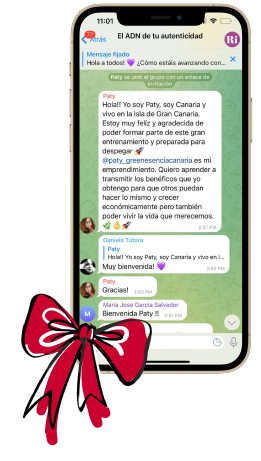 11:01
77
Atrás
El ADN de tu autenticidad
Ri
Mensaje fijado
Hola a todos! 💜 ¿Cómo estáis avanzando con...
Paty se unió al grupo con un enlace de
invitación
Paty
Hola!! Yo soy Paty, soy Canaria y
vivo en la Isla de Gran Canaria.
Estoy muy felíz y agradecida de
poder formar parte de este gran
entrenamiento y preparada para
despegar 🚀
@paty_greenesenciacanaria es mi
emprendimiento. Quiero aprender a
transmitir los benéficos que yo
obtengo para que otros puedan
hacer lo mismo y crecer
económicamente pero también
poder vivir la vida que merecemos.
🌿👌🚀
2:47 PM
Daniela Tutora
Paty
Hola!! Yo soy Paty, soy Canaria y vivo en l...
Muy bienvenida! 💜
2:50 PM
Paty
Gracias!
2:52 PM
M
Maria Jose Garcia Salvador
Bienvenida Paty !!
2:51 PM